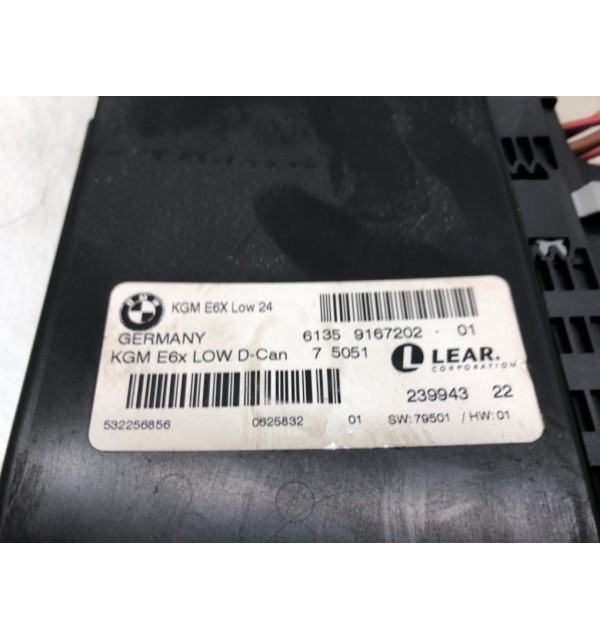 BMW
KGM E6X Low 24
GERMANY 6135 9167202 - 01
KGM E6x LOW D-Can 7 5051
L LEAR.
CORPORATION
239943 22
532256856 0625832 01 SW: 79501 / HW: 01